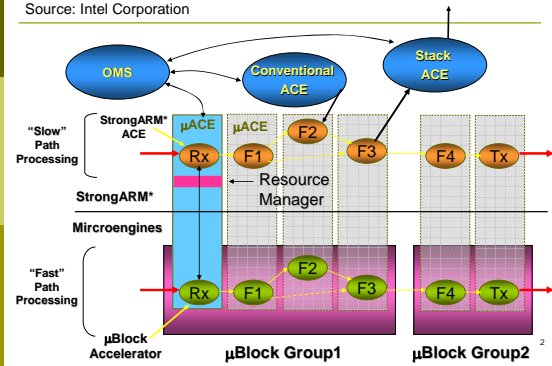 Source: Intel Corporation
OMS
Conventional
ACE
Stack
ACE
StrongARM*
ACE
µACE
µACE
"Slow"
Path
Processing
Rx
F1
F2
F3
F4
Tx
Resource
Manager
StrongARM*
Mircroengines
"Fast"
Path
Processing
Rx
F1
F2
F3
F4
Tx
µBlock
Accelerator
µBlock Group1
µBlock Group2
2